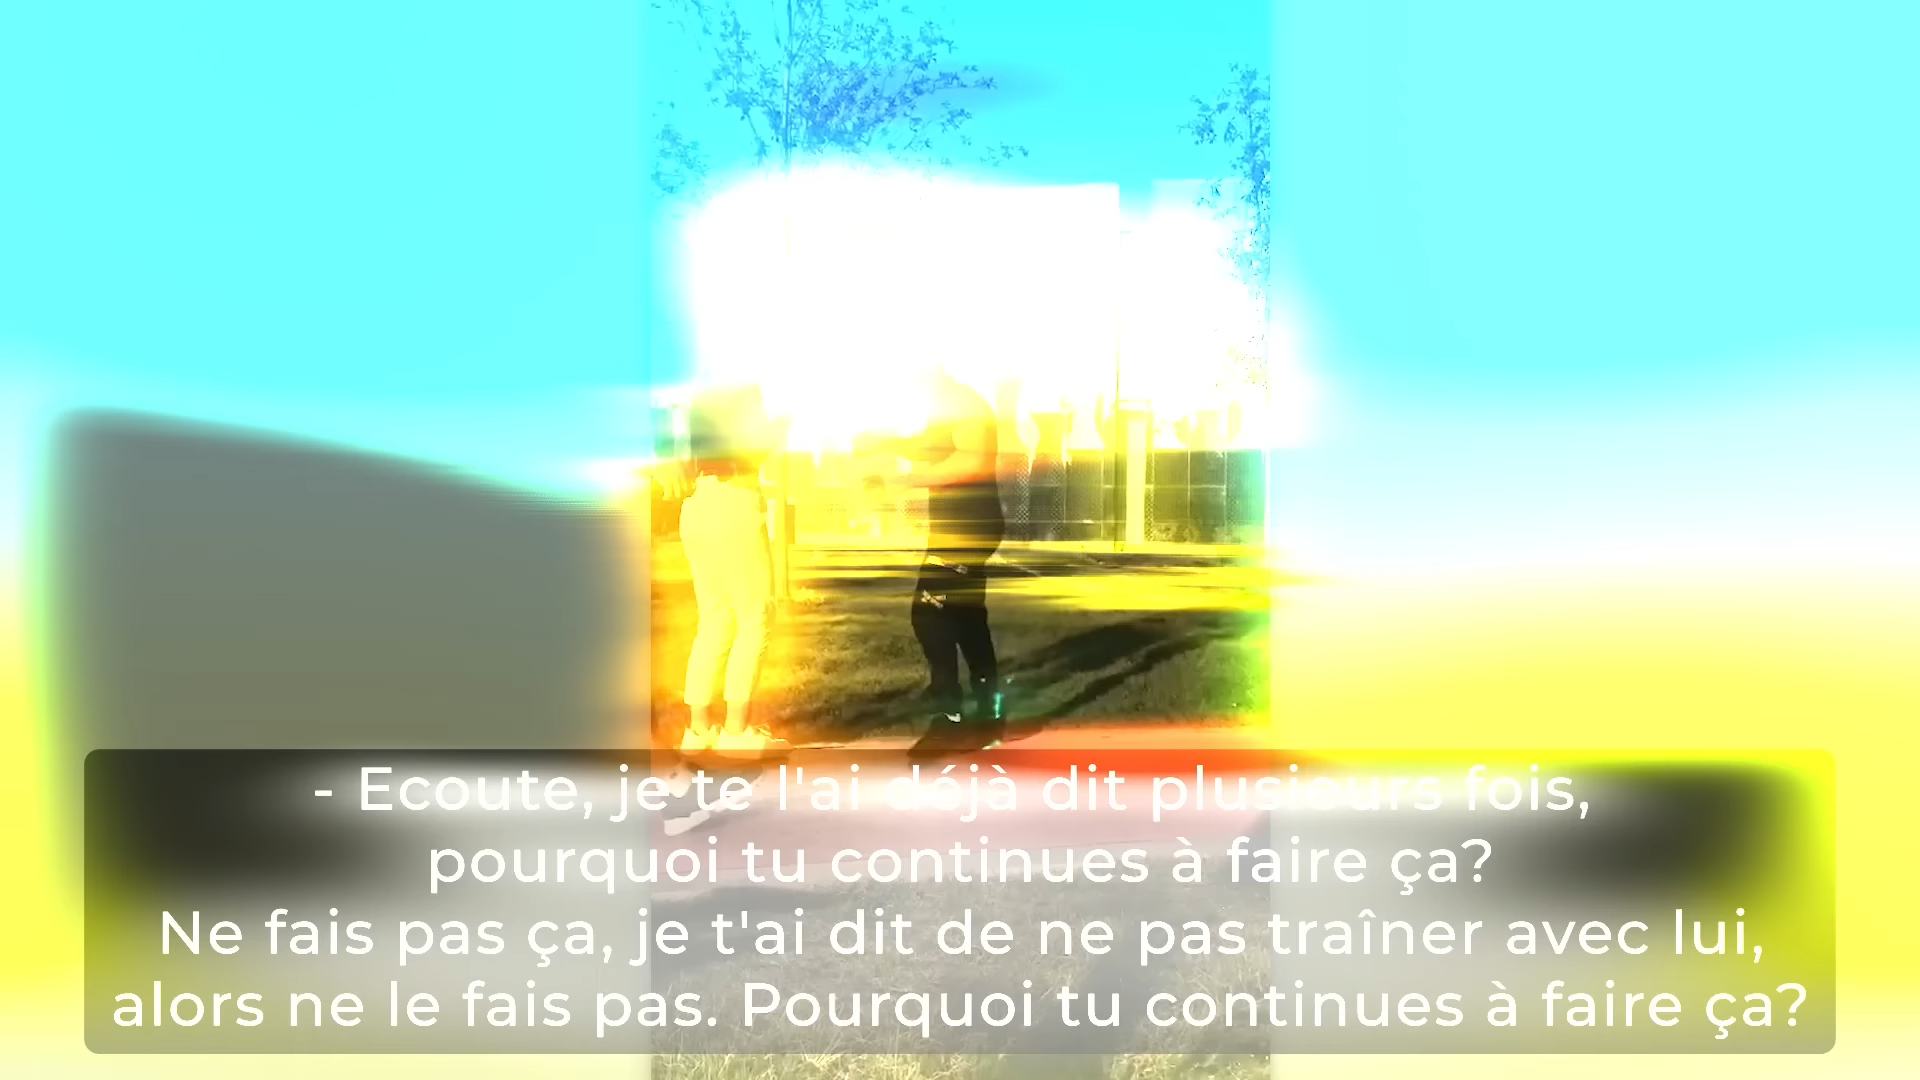 - Ecoute, je te l'ai déjà dit plusieurs fois,
pourquoi tu continues à faire ça?
Ne fais pas ça, je t'ai dit de ne pas traîner avec lui,
alors ne le fais pas. Pourquoi tu continues à faire ça?